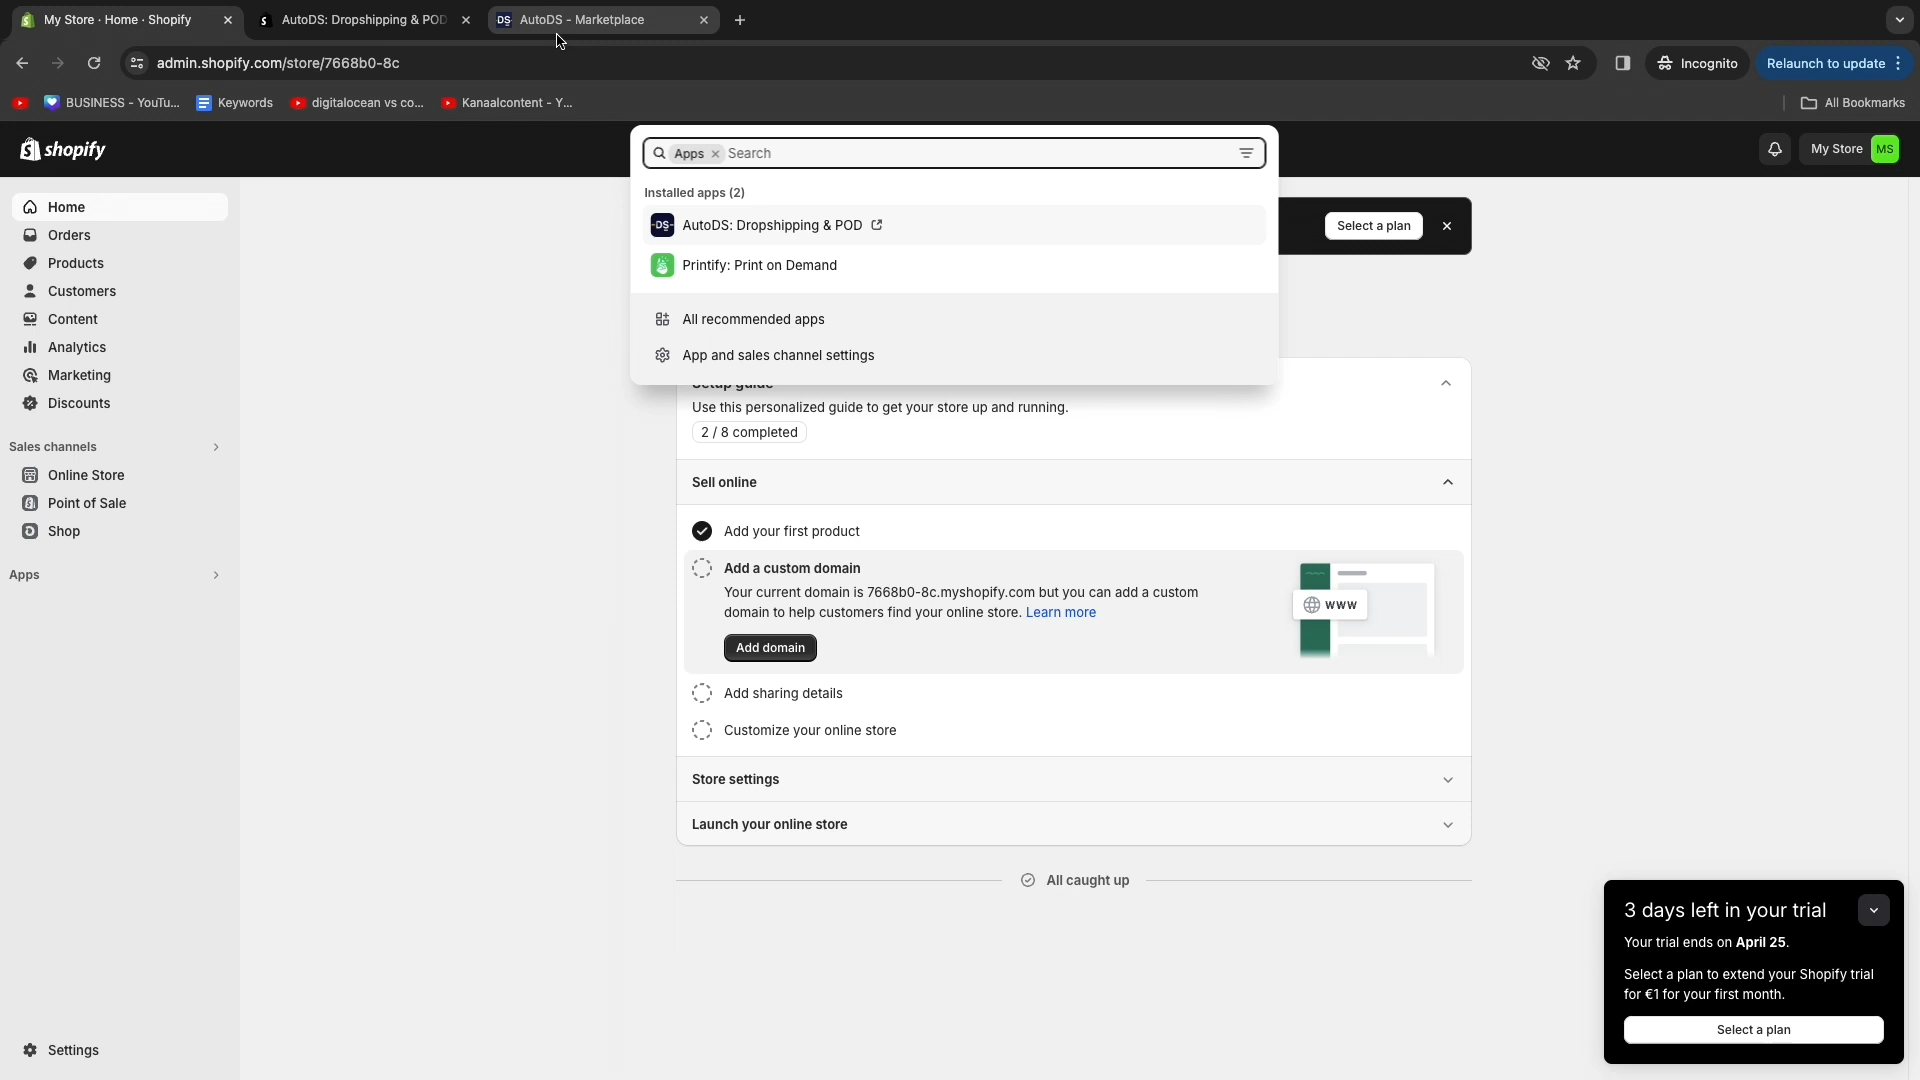 My Store · Home · Shopify
AutoDS: Dropshipping & POD
DS
AutoDS - Marketplace
admin.shopify.com/store/7668b0-8c
Incognito
Relaunch to update
BUSINESS - YouTu...
Keywords
digitalocean vs co...
Kanaalcontent - Y...
All Bookmarks
shopify
Apps
Search
My Store
MS
Installed apps (2)
DS
AutoDS: Dropshipping & POD
Printify: Print on Demand
All recommended apps
App and sales channel settings
Select a plan
Home
Orders
Products
Customers
Content
Analytics
Marketing
Discounts
Sales channels
Online Store
Point of Sale
Shop
Apps
Settings
Setup guide
Use this personalized guide to get your store up and running.
2 / 8 completed
Sell online
Add your first product
Add a custom domain
Your current domain is 7668b0-8c.myshopify.com but you can add a custom
domain to help customers find your online store. Learn more
Add domain
www
Add sharing details
Customize your online store
Store settings
Launch your online store
All caught up
3 days left in your trial
Your trial ends on April 25.
Select a plan to extend your Shopify trial
for €1 for your first month.
Select a plan